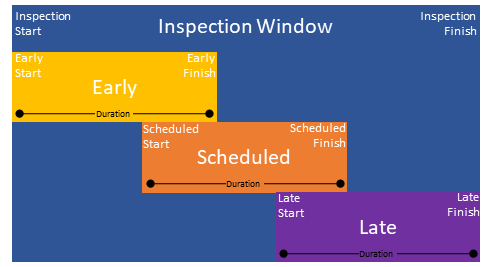 Inspection
Start
Inspection Window
Inspection
Finish
Early
Start
Early
Early
Finish
Duration
Scheduled
Start
Scheduled
Scheduled
Finish
Duration
Late
Start
Late
Late
Finish
Duration